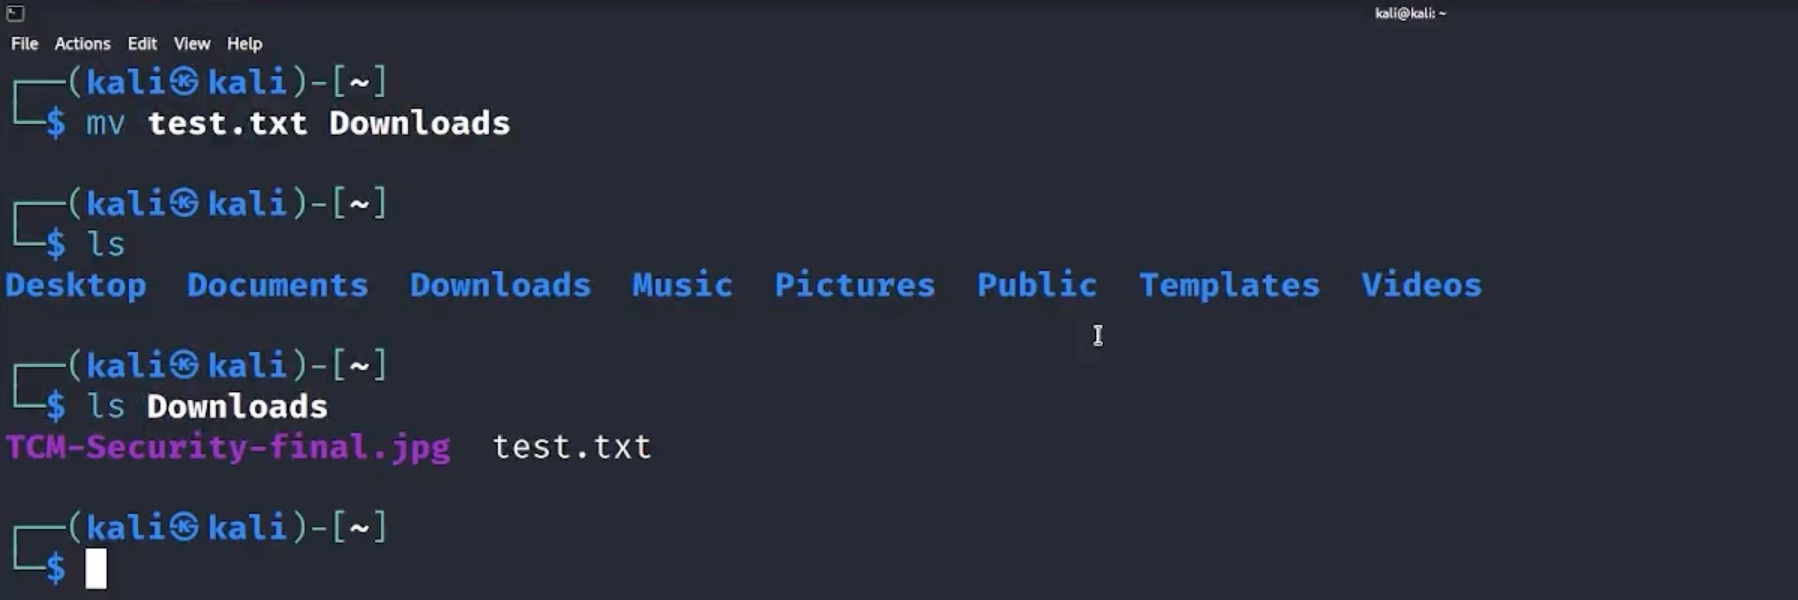 kali@kali: ~
File Actions Edit View Help
┌──(kali㉿kali)-[~]
└─$ mv test.txt Downloads
┌──(kali㉿kali)-[~]
└─$ ls
Desktop Documents Downloads Music Pictures Public Templates Videos
┌──(kali㉿kali)-[~]
└─$ ls Downloads
TCM-Security-final.jpg test.txt
┌──(kali㉿kali)-[~]
└─$